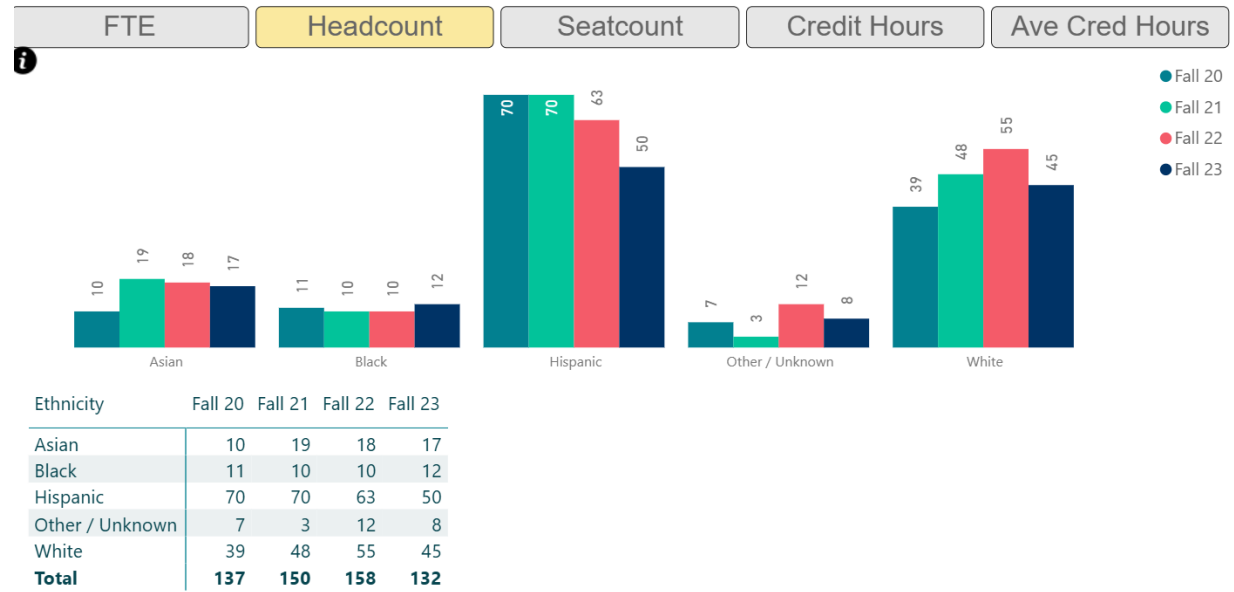 FTE Headcount Seatcount Credit Hours Ave Cred Hours
i
Fall 20
Fall 21
Fall 22
Fall 23
10 19 18 17
11 10 10 12
70 70 63 50
7 3 12 8
39 48 55 45
Asian Black Hispanic Other / Unknown White
Ethnicity Fall 20 Fall 21 Fall 22 Fall 23
Asian 10 19 18 17
Black 11 10 10 12
Hispanic 70 70 63 50
Other / Unknown 7 3 12 8
White 39 48 55 45
Total 137 150 158 132